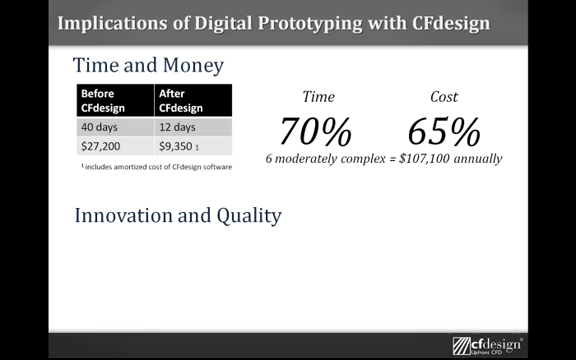 Implications of Digital Prototyping with CFdesign
Time and Money
Before CFdesign After CFdesign
40 days 12 days
$27,200 $9,350 1
1 includes amortized cost of CFdesign software
Time Cost
70% 65%
6 moderately complex = $107,100 annually
Innovation and Quality
cfdesign®
Upfront CFD